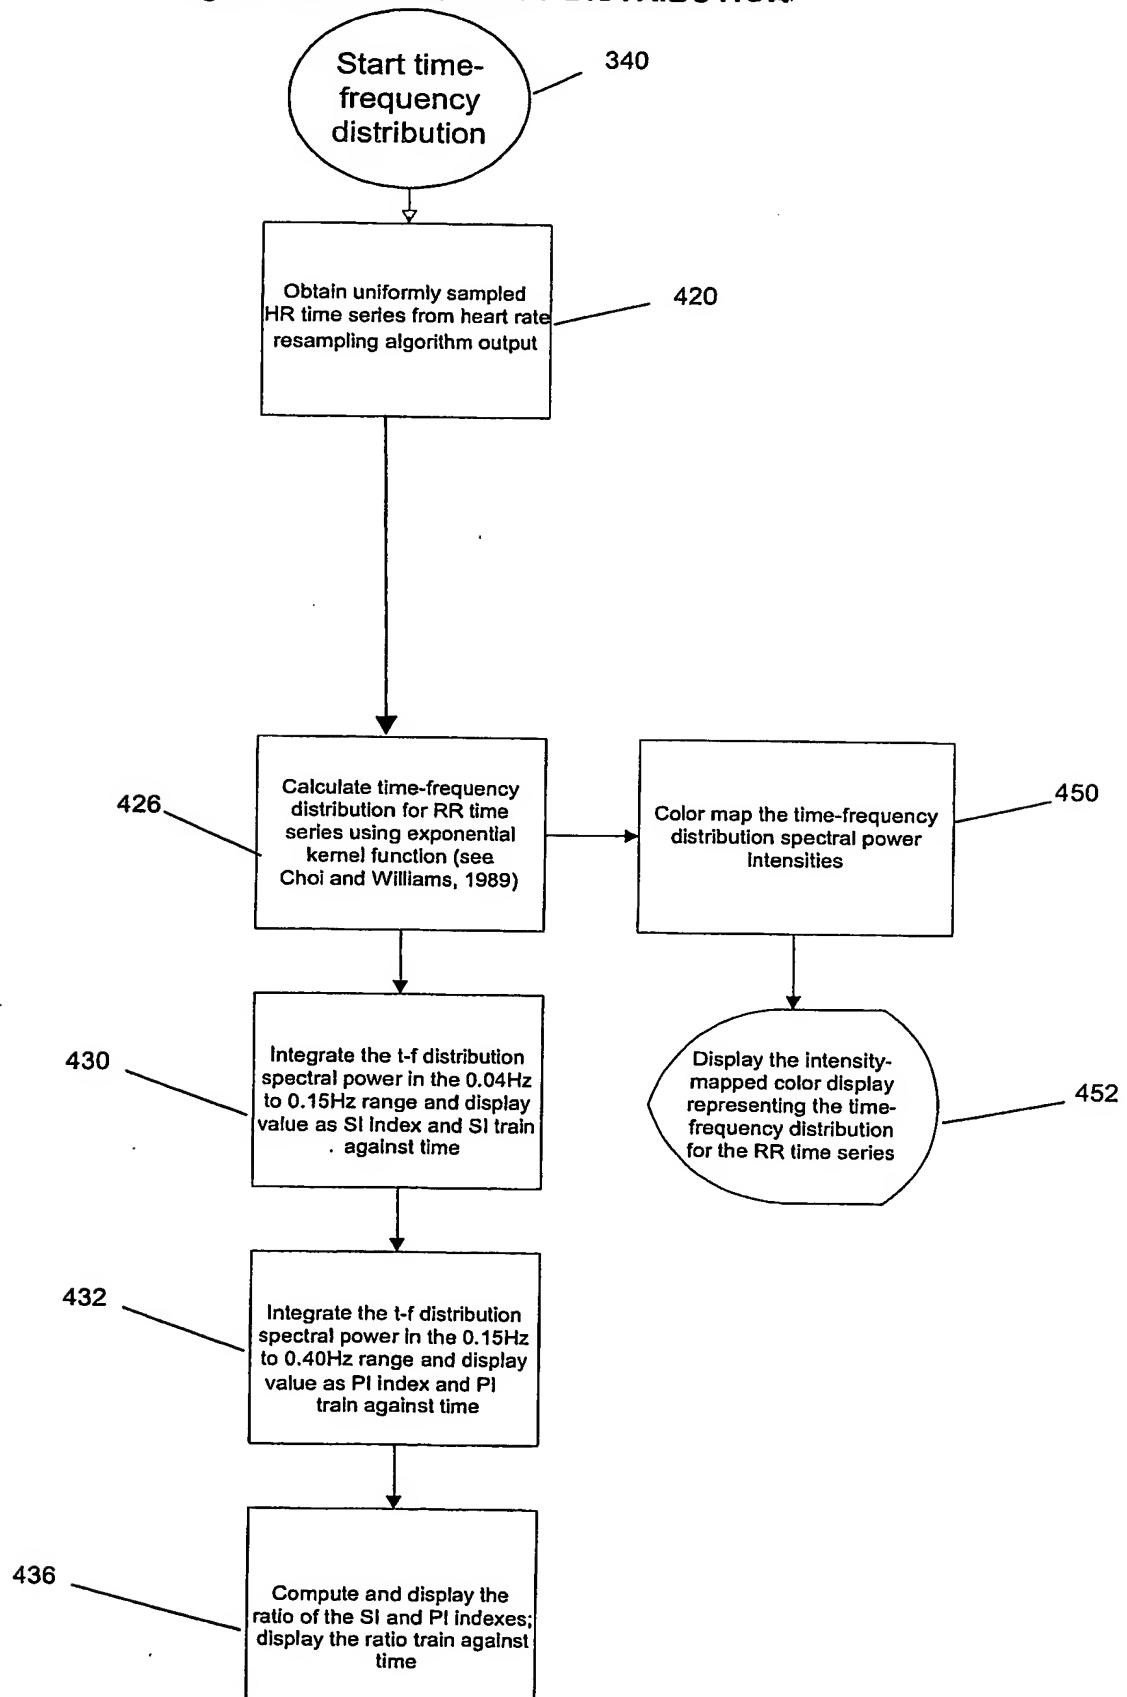 DISTRIBUTION
Start time-
frequency
distribution
340
Obtain uniformly sampled
HR time series from heart rate
resampling algorithm output
420
Calculate time-frequency
distribution for RR time
series using exponential
kernel function (see
Choi and Williams, 1989)
426
Color map the time-frequency
distribution spectral power
Intensities
450
Integrate the t-f distribution
spectral power in the 0.04Hz
to 0.15Hz range and display
value as SI Index and SI train
against time
430
Display the intensity-
mapped color display
representing the time-
frequency distribution
for the RR time series
452
Integrate the t-f distribution
spectral power in the 0.15Hz
to 0.40Hz range and display
value as PI index and PI
train against time
432
Compute and display the
ratio of the SI and PI indexes;
display the ratio train against
time
436